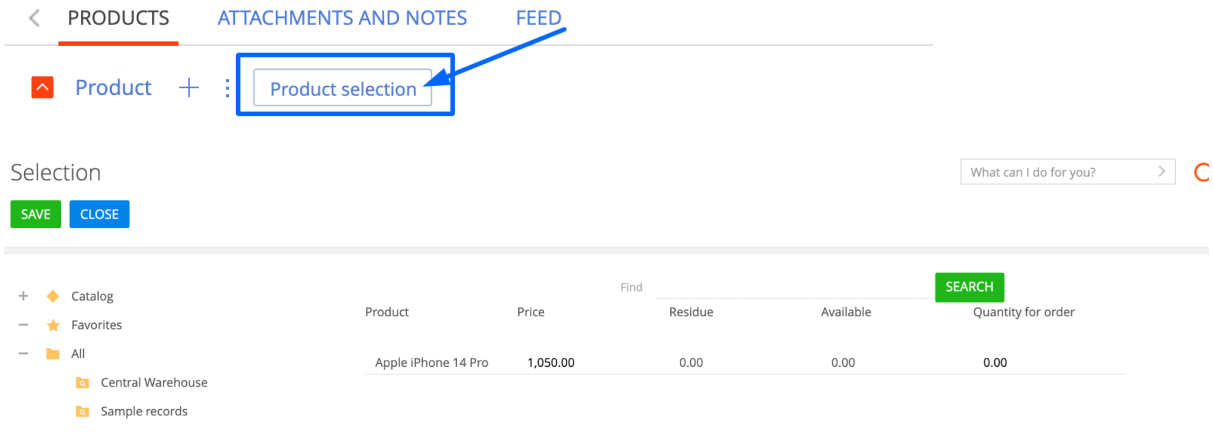 PRODUCTS ATTACHMENTS AND NOTES FEED
Product Product selection
Selection
What can I do for you?
SAVE CLOSE
Find SEARCH
Catalog
Product Price Residue Available Quantity for order
Favorites
All
Apple iPhone 14 Pro 1,050.00 0.00 0.00 0.00
Central Warehouse
Sample records